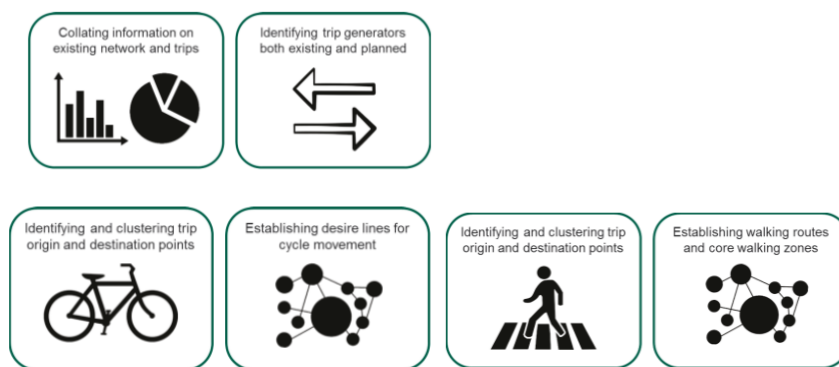 Collating information on
existing network and trips
Identifying trip generators
both existing and planned
Identifying and clustering trip
origin and destination points
Establishing desire lines for
cycle movement
Identifying and clustering trip
origin and destination points
Establishing walking routes
and core walking zones